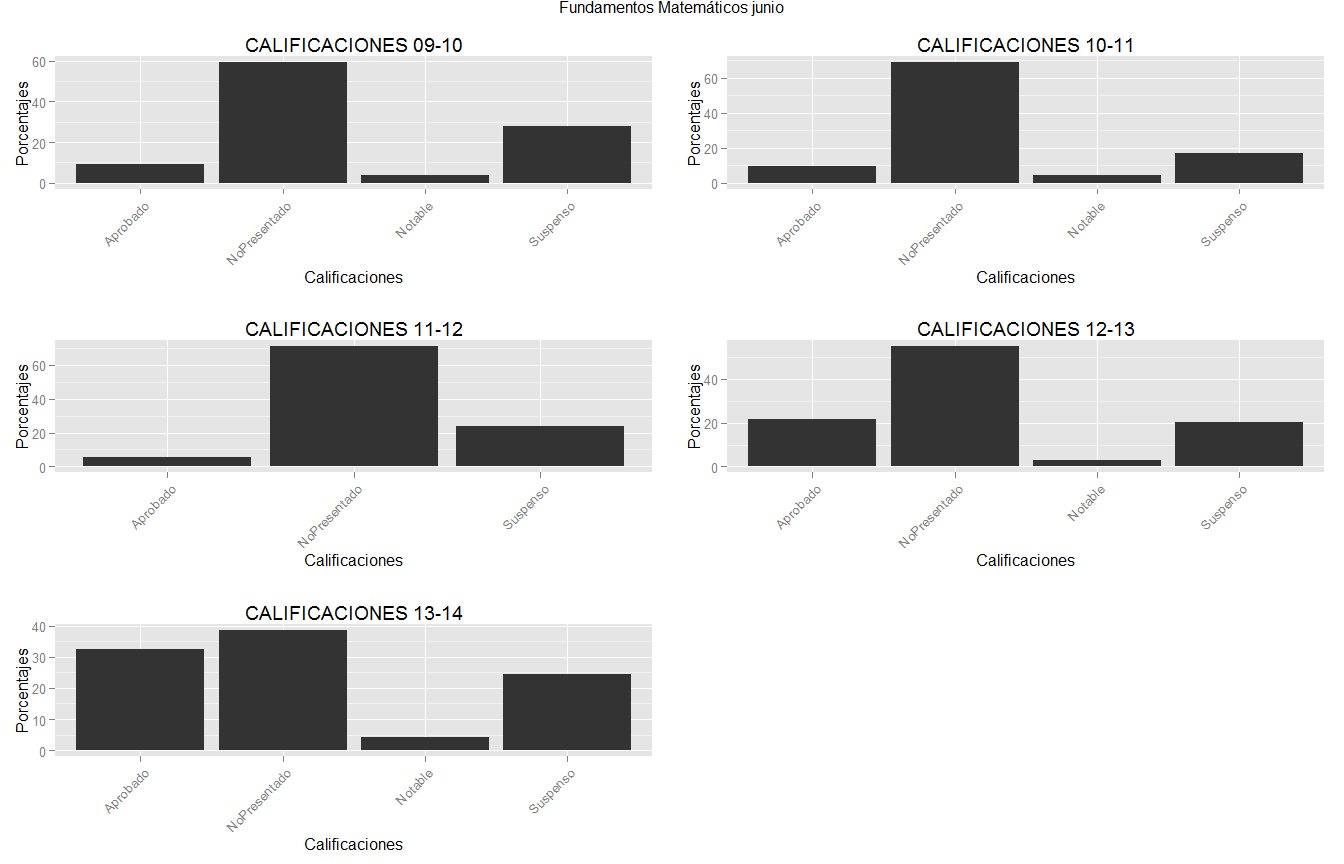 Fundamentos Matemáticos junio
CALIFICACIONES 09-10
Porcentajes
60
40
20
0
Aprobado
NoPresentado
Notable
Suspenso
Calificaciones
CALIFICACIONES 10-11
Porcentajes
60
40
20
0
Aprobado
NoPresentado
Notable
Suspenso
Calificaciones
CALIFICACIONES 11-12
Porcentajes
60
40
20
0
Aprobado
NoPresentado
Suspenso
Calificaciones
CALIFICACIONES 12-13
Porcentajes
40
20
0
Aprobado
NoPresentado
Notable
Suspenso
Calificaciones
CALIFICACIONES 13-14
Porcentajes
40
30
20
10
0
Aprobado
NoPresentado
Notable
Suspenso
Calificaciones